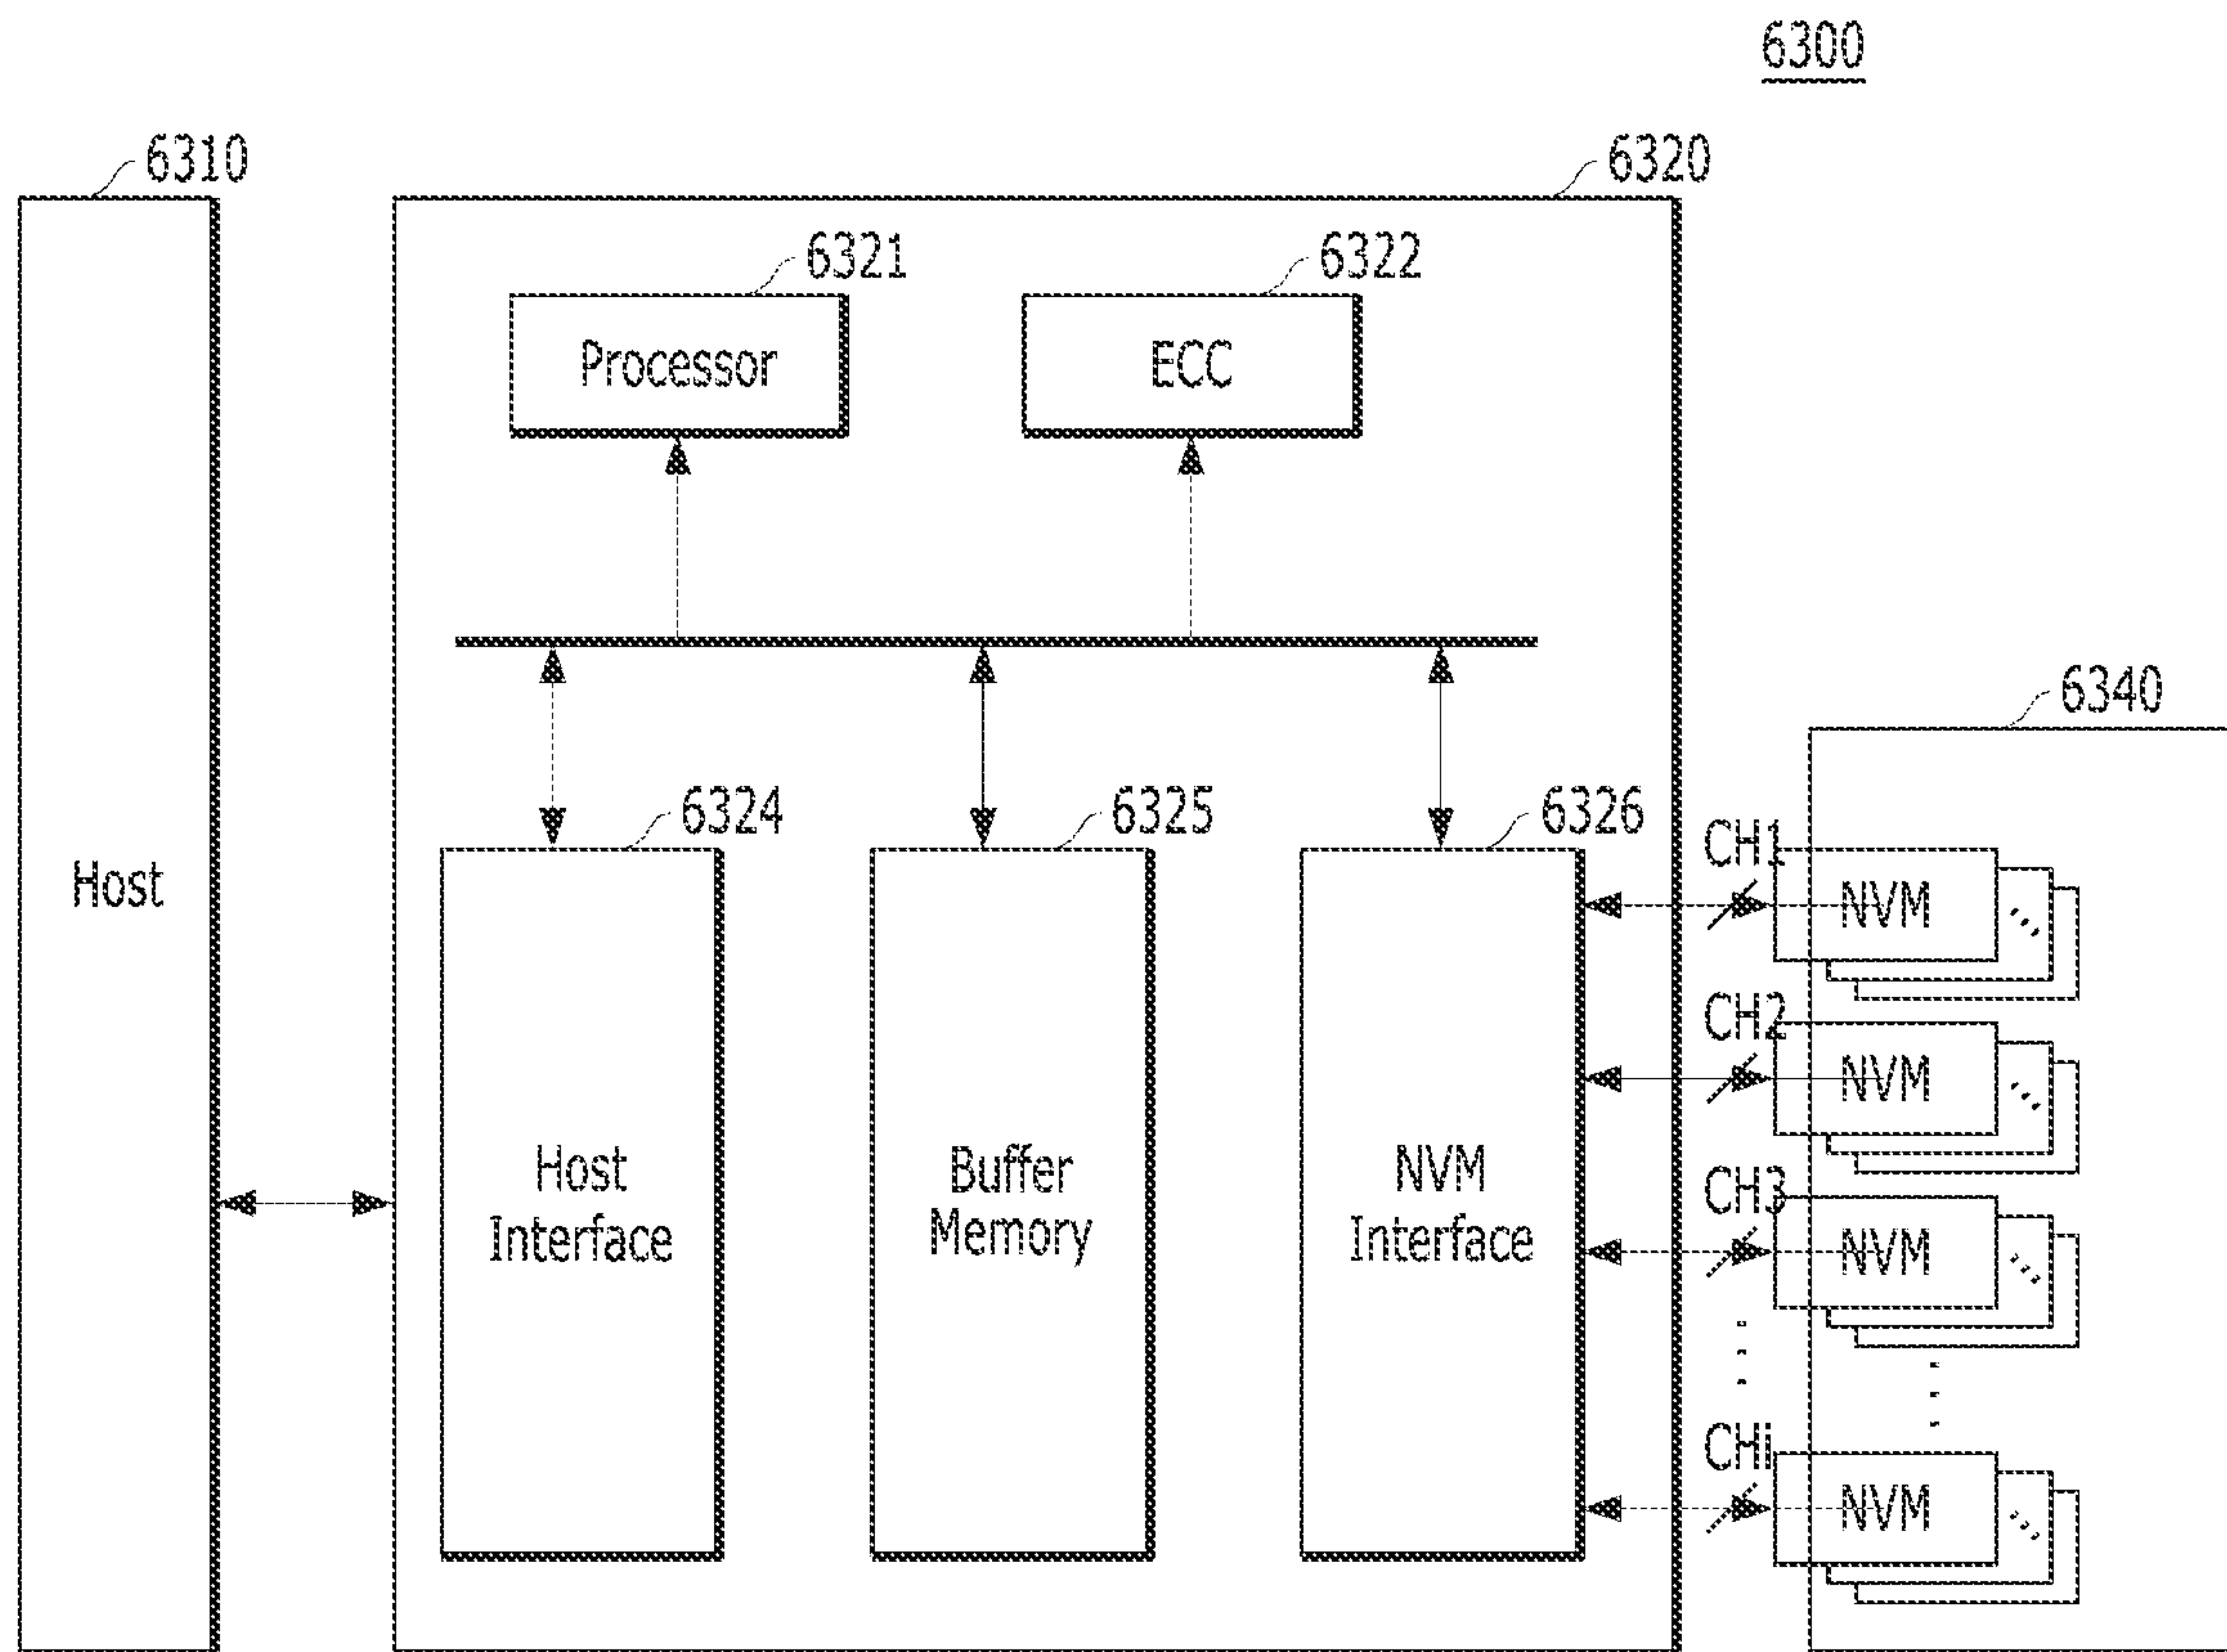 6300
6310
6320
6321
6322
Processor
ECC
6340
6324
6325
6326
CH1
Host
NVM
CH2
NVM
Host
Interface
Buffer
Memory
NVM
Interface
CH3
NVM
CHi
NVM